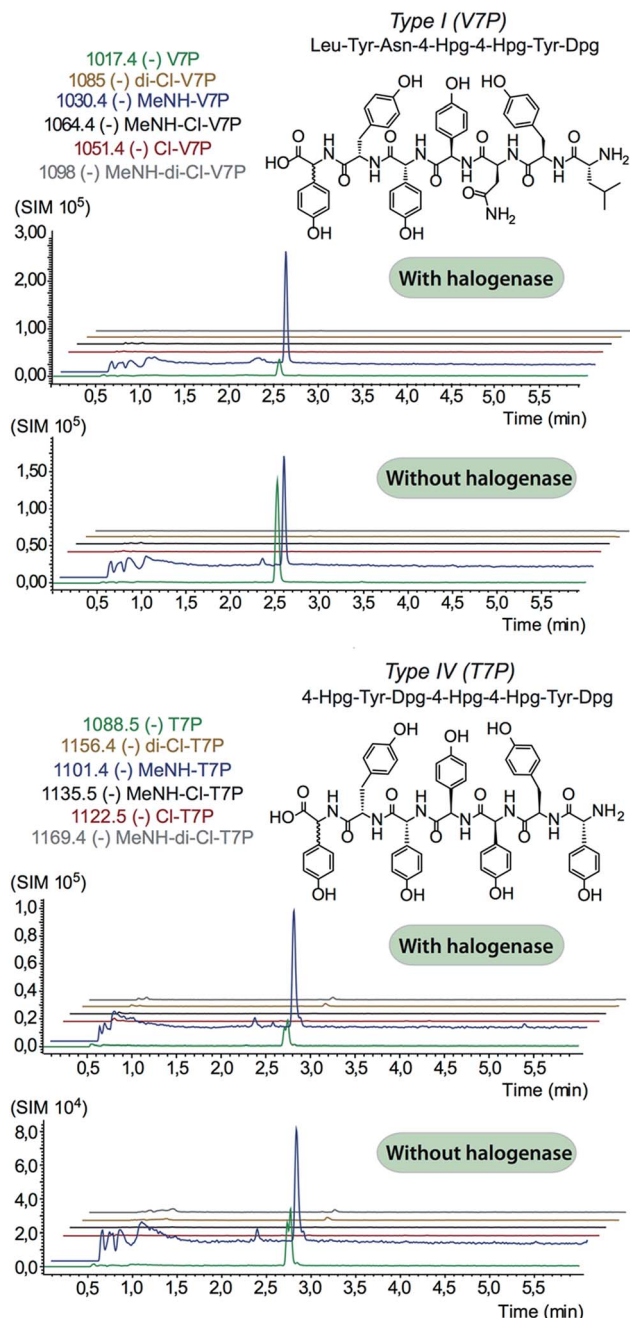 Type I (V7P)
Leu-Tyr-Asn-4-Hpg-4-Hpg-Tyr-Dpg
1017.4 (-) V7P
1085 (-) di-Cl-V7P
1030.4 (-) MeNH-V7P
1064.4 (-) MeNH-Cl-V7P
1051.4 (-) Cl-V7P
1098 (-) MeNH-di-Cl-V7P
OH
OH
OH
O
H
N
O
H
N
O
H
N
O
HO
N
H
O
N
H
O
N
H
O
NH2
O
NH2
OH
OH
(SIM 10⁵)
3,00
With halogenase
2,00
1,00
0,00
0,5 1,0 1,5 2,0 2,5 3,0 3,5 4,0 4,5 5,0 5,5
Time (min)
(SIM 10⁵)
1,50
Without halogenase
1,00
0,50
0,00
0,5 1,0 1,5 2,0 2,5 3,0 3,5 4,0 4,5 5,0 5,5
Time (min)
Type IV (T7P)
4-Hpg-Tyr-Dpg-4-Hpg-4-Hpg-Tyr-Dpg
1088.5 (-) T7P
1156.4 (-) di-Cl-T7P
1101.4 (-) MeNH-T7P
1135.5 (-) MeNH-Cl-T7P
1122.5 (-) Cl-T7P
1169.4 (-) MeNH-di-Cl-T7P
OH
OH
HO
O
H
N
O
H
N
O
H
N
O
NH2
HO
N
H
O
N
H
O
N
H
O
OH
OH
OH
OH
(SIM 10⁵)
1,0
With halogenase
0,8
0,6
0,4
0,2
0,0
0,5 1,0 1,5 2,0 2,5 3,0 3,5 4,0 4,5 5,0 5,5
Time (min)
(SIM 10⁴)
8,0
Without halogenase
6,0
4,0
2,0
0,0
0,5 1,0 1,5 2,0 2,5 3,0 3,5 4,0 4,5 5,0 5,5
Time (min)